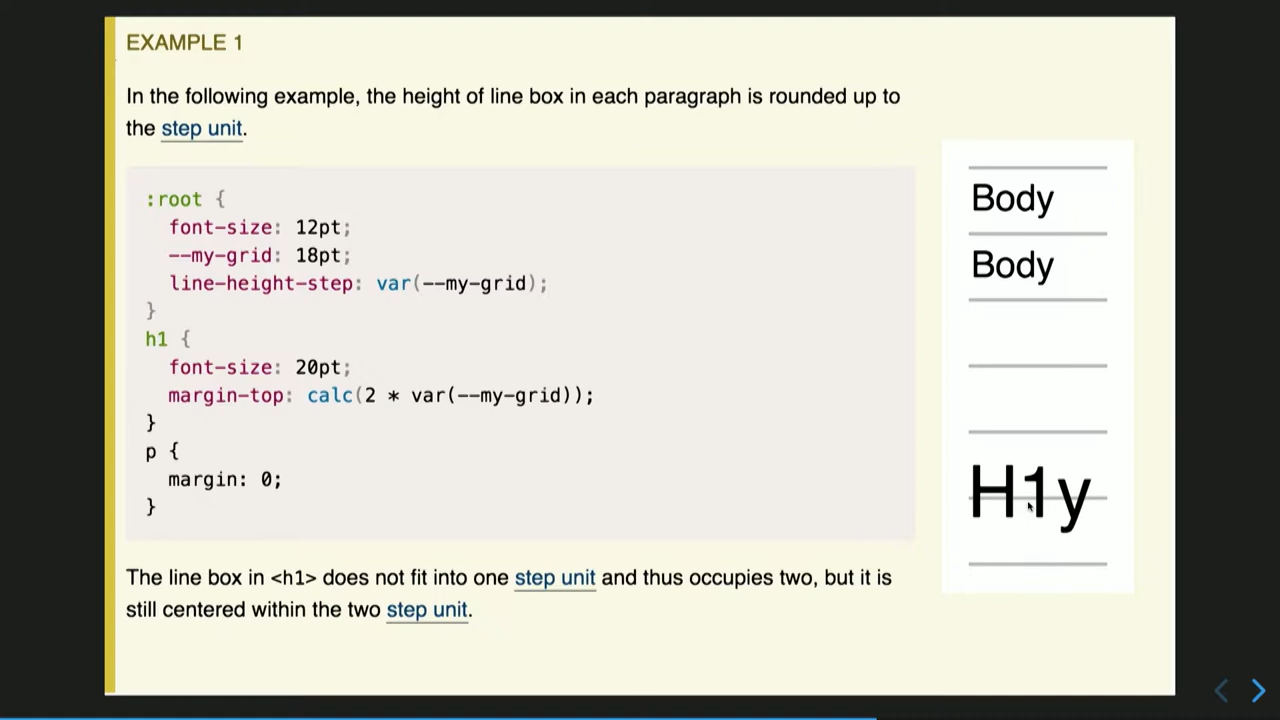 EXAMPLE 1
In the following example, the height of line box in each paragraph is rounded up to
the step unit.
:root {
  font-size: 12pt;
  --my-grid: 18pt;
  line-height-step: var(--my-grid);
}
h1 {
  font-size: 20pt;
  margin-top: calc(2 * var(--my-grid));
}
p {
  margin: 0;
}
The line box in <h1> does not fit into one step unit and thus occupies two, but it is
still centered within the two step unit.
Body
Body
H1y